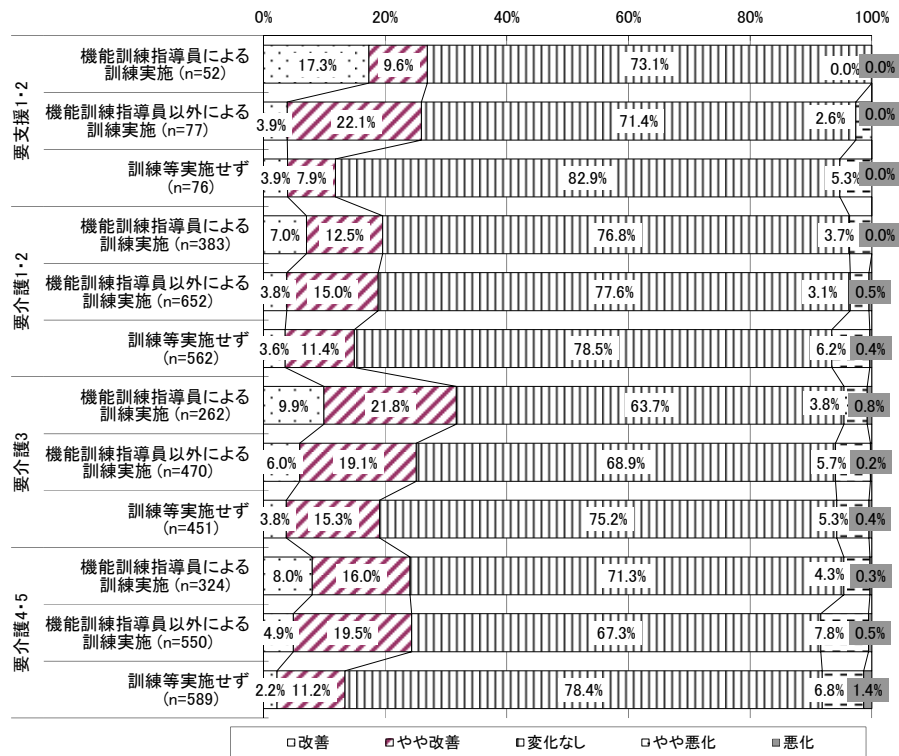 0% 20% 40% 60% 80% 100%
要支援1・2
機能訓練指導員による
訓練実施 (n=52)
17.3% 9.6% 73.1% 0.0% 0.0%
機能訓練指導員以外による
訓練実施 (n=77)
3.9% 22.1% 71.4% 2.6% 0.0%
訓練等実施せず
(n=76)
3.9% 7.9% 82.9% 5.3% 0.0%
要介護1・2
機能訓練指導員による
訓練実施 (n=383)
7.0% 12.5% 76.8% 3.7% 0.0%
機能訓練指導員以外による
訓練実施 (n=652)
3.8% 15.0% 77.6% 3.1% 0.5%
訓練等実施せず
(n=562)
3.6% 11.4% 78.5% 6.2% 0.4%
要介護3
機能訓練指導員による
訓練実施 (n=262)
9.9% 21.8% 63.7% 3.8% 0.8%
機能訓練指導員以外による
訓練実施 (n=470)
6.0% 19.1% 68.9% 5.7% 0.2%
訓練等実施せず
(n=451)
3.8% 15.3% 75.2% 5.3% 0.4%
要介護4・5
機能訓練指導員による
訓練実施 (n=324)
8.0% 16.0% 71.3% 4.3% 0.3%
機能訓練指導員以外による
訓練実施 (n=550)
4.9% 19.5% 67.3% 7.8% 0.5%
訓練等実施せず
(n=589)
2.2% 11.2% 78.4% 6.8% 1.4%
改善 やや改善 変化なし やや悪化 悪化